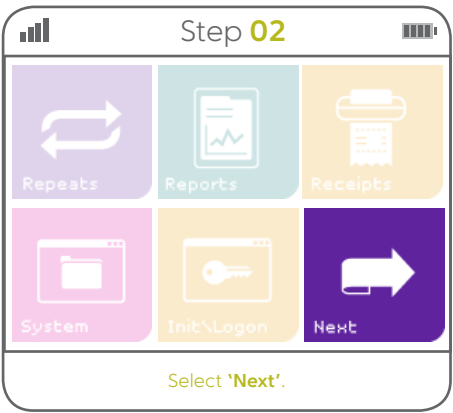 Step 02
Repeats
Reports
Receipts
System
Init\Logon
Next
Select ‘Next’.